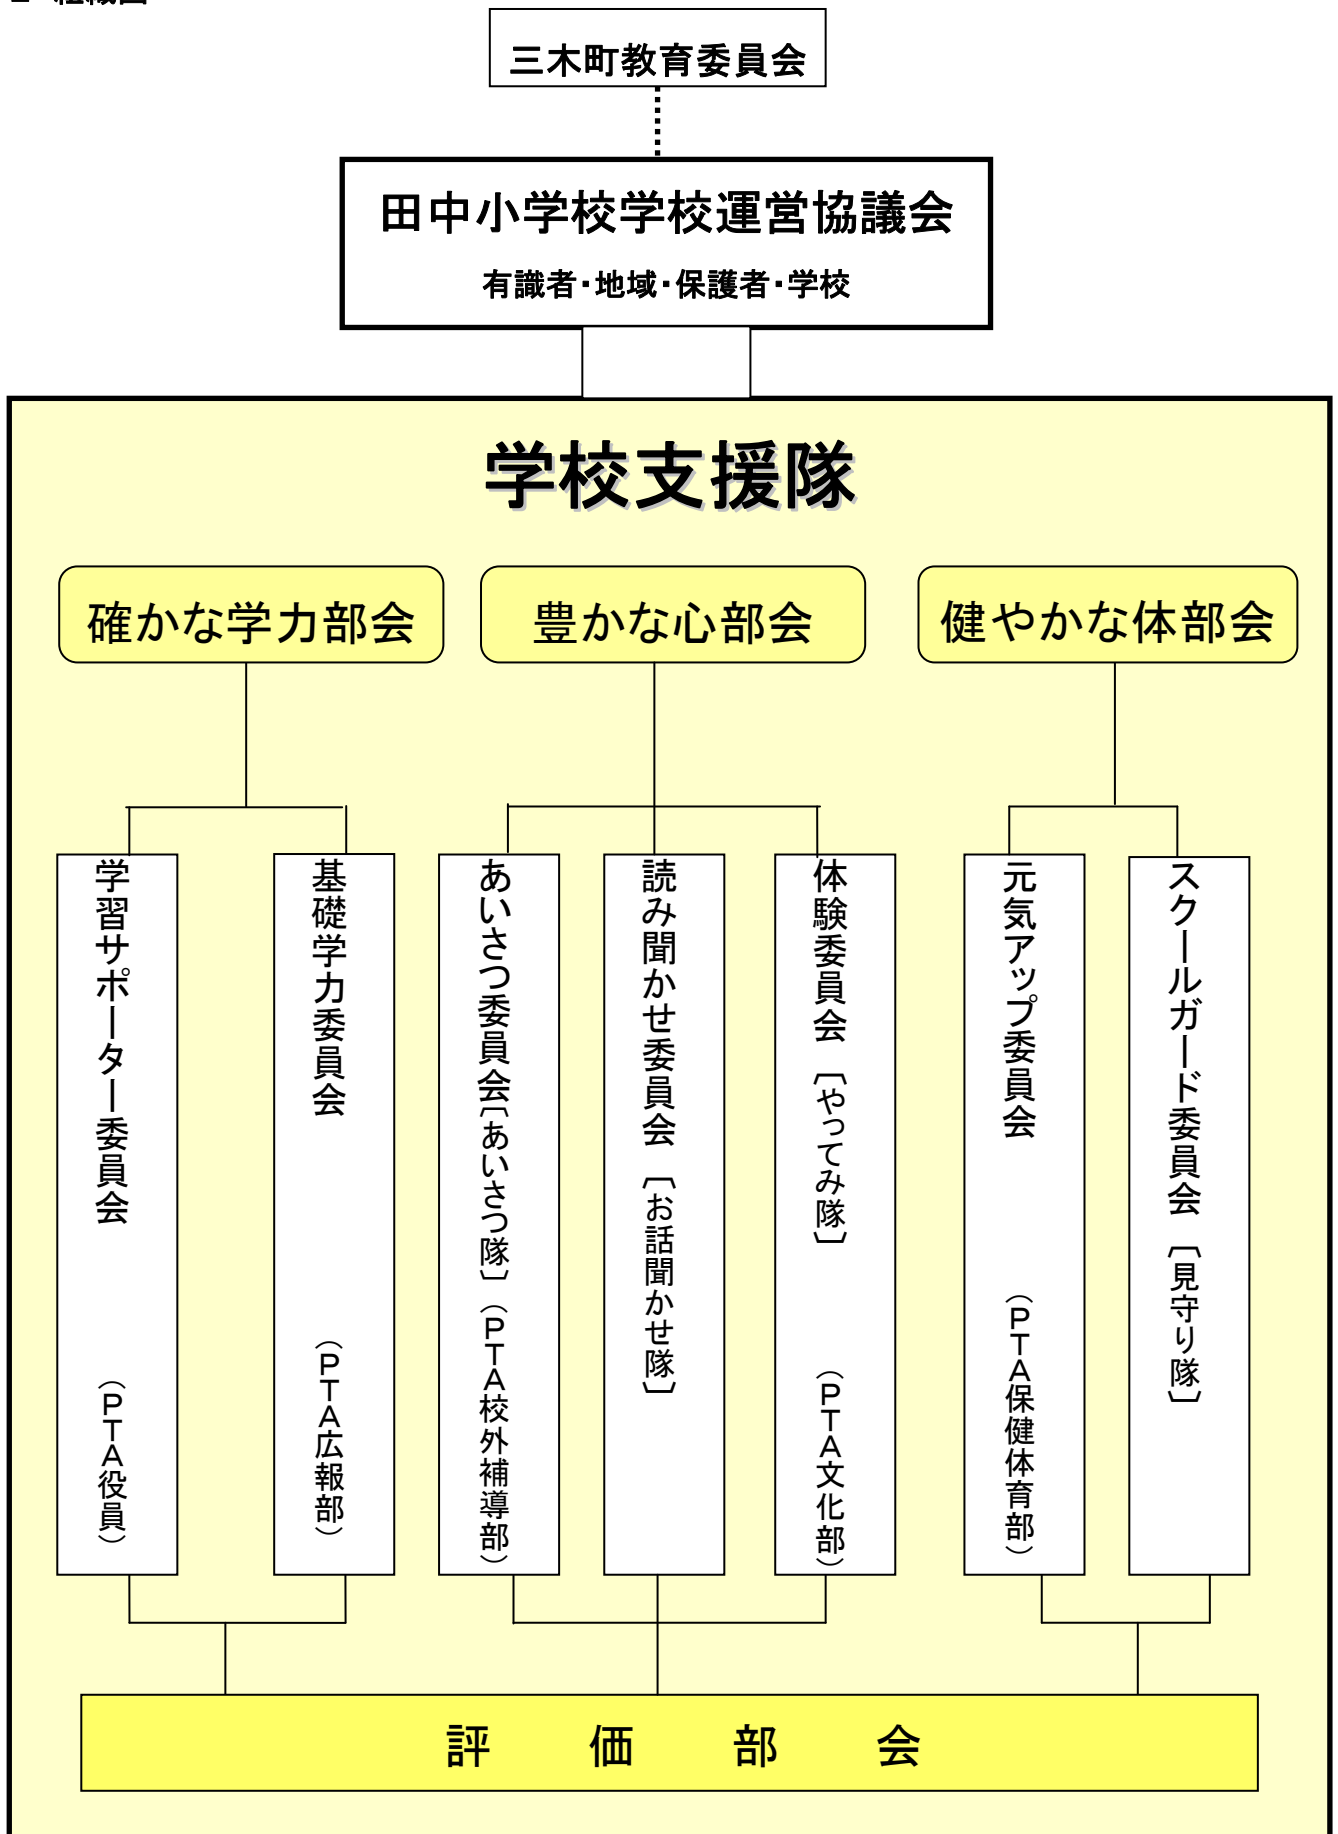 三木町教育委員会
田中小学校学校運営協議会
有識者・地域・保護者・学校
学校支援隊
確かな学力部会
豊かな心部会
健やかな体部会
学習サポーター委員会 （ＰＴＡ役員）
基礎学力委員会 （ＰＴＡ広報部）
あいさつ委員会〔あいさつ隊〕（ＰＴＡ校外補導部）
読み聞かせ委員会 〔お話聞かせ隊〕
体験委員会 〔やってみ隊〕 （ＰＴＡ文化部）
元気アップ委員会 （ＰＴＡ保健体育部）
スクールガード委員会 〔見守り隊〕
評 価 部 会